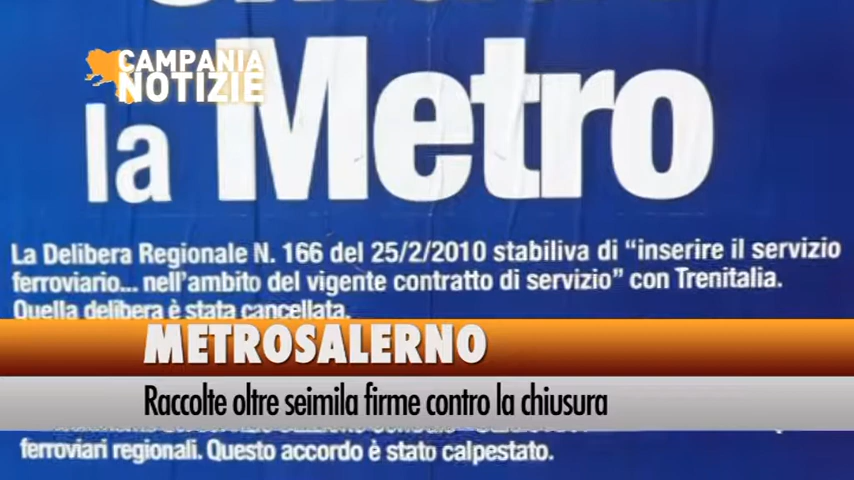 CAMPANIA
NOTIZIE
la Metro
La Delibera Regionale N. 166 del 25/2/2010 stabiliva di “inserire il servizio
ferroviario... nell’ambito del vigente contratto di servizio” con Trenitalia.
Quella delibera è stata cancellata.
METROSALERNO
Raccolte oltre seimila firme contro la chiusura
ferroviari regionali. Questo accordo è stato calpestato.